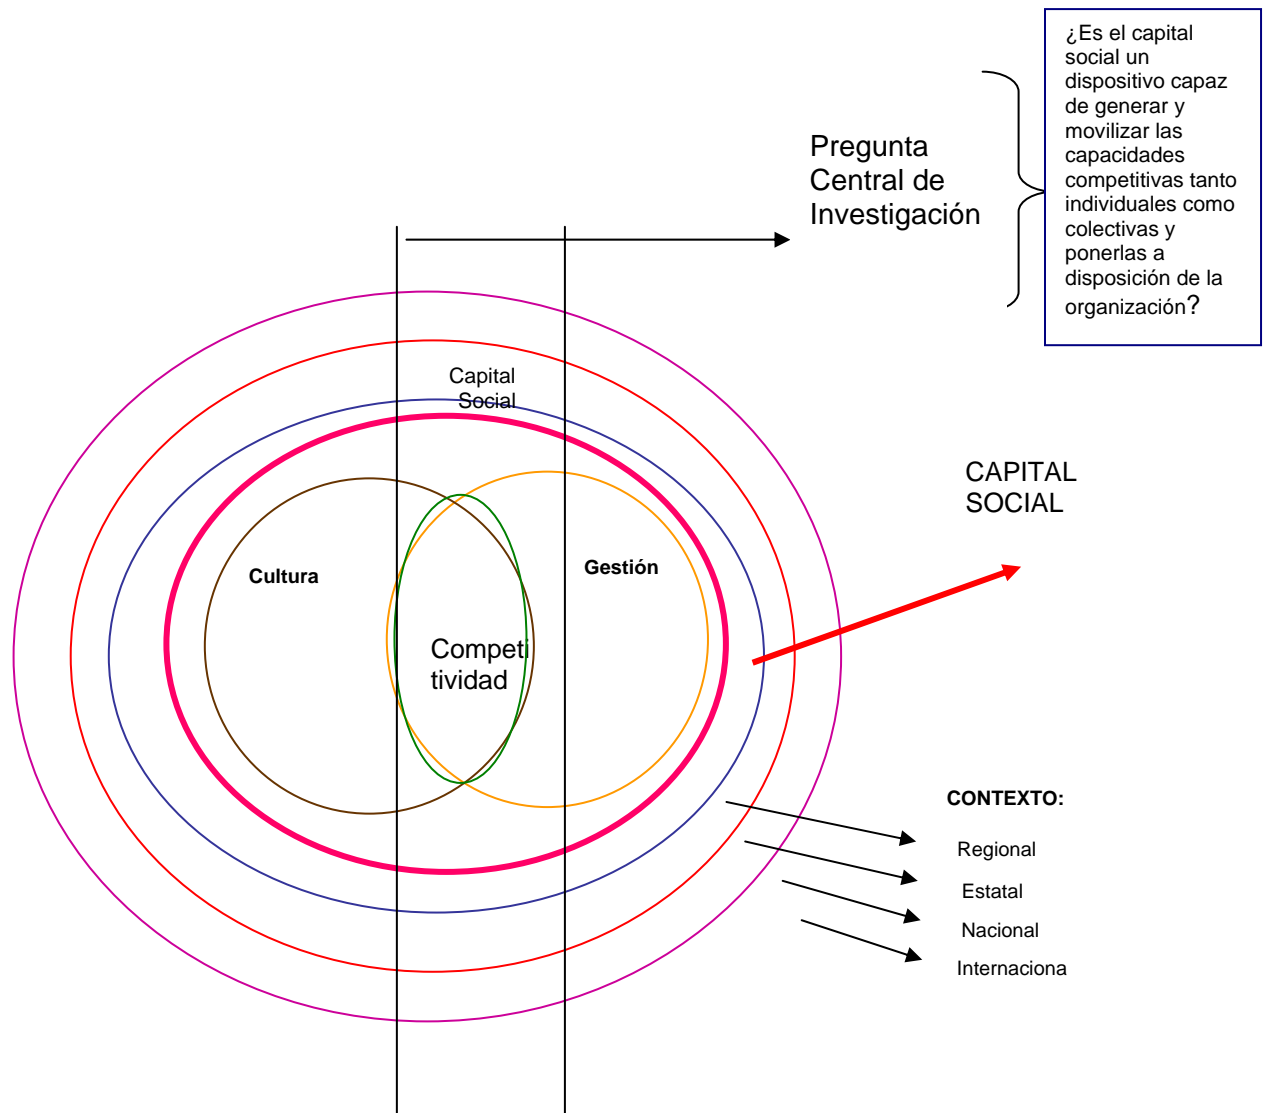 ¿Es el capital
social un
dispositivo capaz
de generar y
movilizar las
capacidades
competitivas tanto
individuales como
colectivas y
ponerlas a
disposición de la
organización?
Pregunta
Central de
Investigación
Capital
Social
CAPITAL
SOCIAL
Cultura
Gestión
Competi
tividad
CONTEXTO:
Regional
Estatal
Nacional
Internaciona